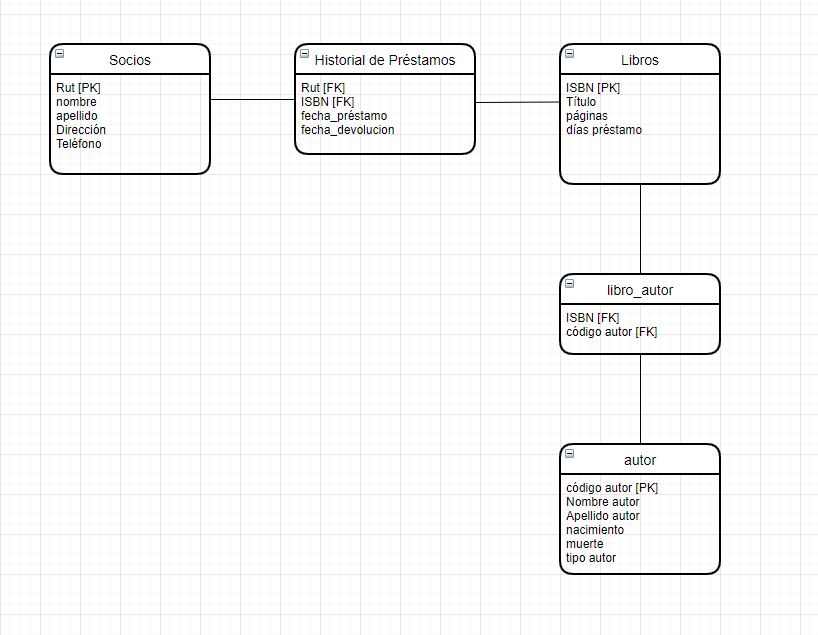 Socios
Rut [PK]
nombre
apellido
Dirección
Teléfono
Historial de Préstamos
Rut [FK]
ISBN [FK]
fecha_préstamo
fecha_devolucion
Libros
ISBN [PK]
Título
páginas
días préstamo
libro_autor
ISBN [FK]
código autor [FK]
autor
código autor [PK]
Nombre autor
Apellido autor
nacimiento
muerte
tipo autor